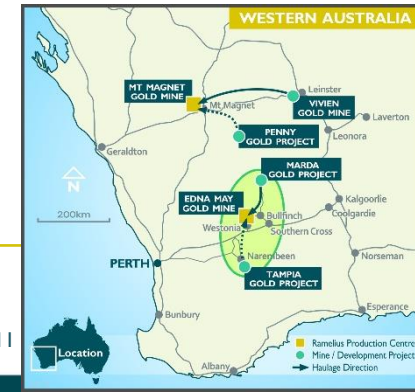 WESTERN AUSTRALIA
MT MAGNET
GOLD MINE
Mt Magnet
Leinster
VIVIEN
GOLD MINE
Laverton
Leonora
PENNY
GOLD PROJECT
Geraldton
MARDA
GOLD PROJECT
N
200km
EDNA MAY
GOLD MINE
Bullfinch
Kalgoorlie
Coolgardie
Westonia
Southern Cross
PERTH
Narembeen
Norseman
TAMPIA
GOLD PROJECT
Bunbury
Esperance
Albany
Location
Ramelius Production Centre
Mine / Development Project
Haulage Direction